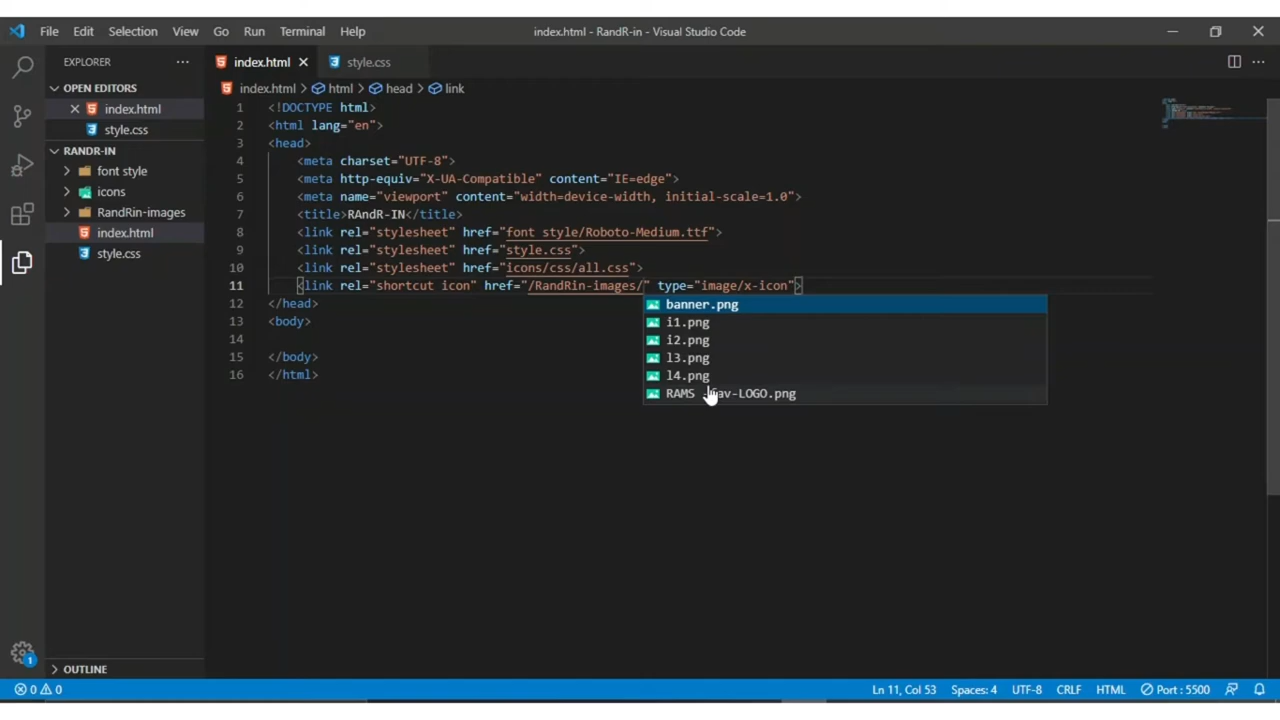 File Edit Selection View Go Run Terminal Help
index.html - RandR-in - Visual Studio Code
EXPLORER
OPEN EDITORS
index.html
style.css
RANDR-IN
font style
icons
RandRin-images
index.html
style.css
OUTLINE
index.html style.css
index.html > html > head > link
1 <!DOCTYPE html>
2 <html lang="en">
3 <head>
4 <meta charset="UTF-8">
5 <meta http-equiv="X-UA-Compatible" content="IE=edge">
6 <meta name="viewport" content="width=device-width, initial-scale=1.0">
7 <title>RAndR-IN</title>
8 <link rel="stylesheet" href="font style/Roboto-Medium.ttf">
9 <link rel="stylesheet" href="style.css">
10 <link rel="stylesheet" href="icons/css/all.css">
11 <link rel="shortcut icon" href="/RandRin-images/" type="image/x-icon">
12 </head>
13 <body>
14
15 </body>
16 </html>
banner.png
i1.png
i2.png
l3.png
l4.png
RAMS av-LOGO.png
1
0 0
Ln 11, Col 53 Spaces: 4 UTF-8 CRLF HTML Port : 5500